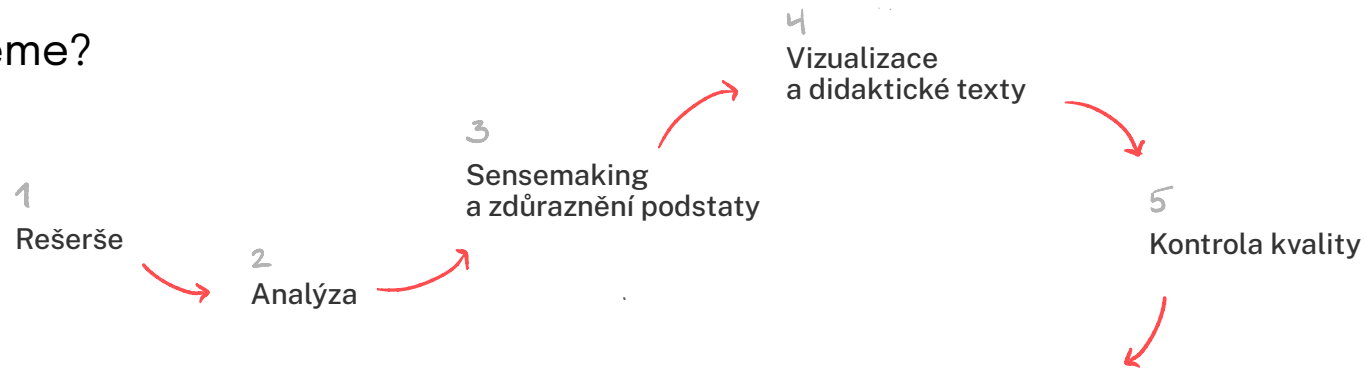 eme?
1
Rešerše
2
Analýza
3
Sensemaking
a zdůraznění podstaty
4
Vizualizace
a didaktické texty
5
Kontrola kvality